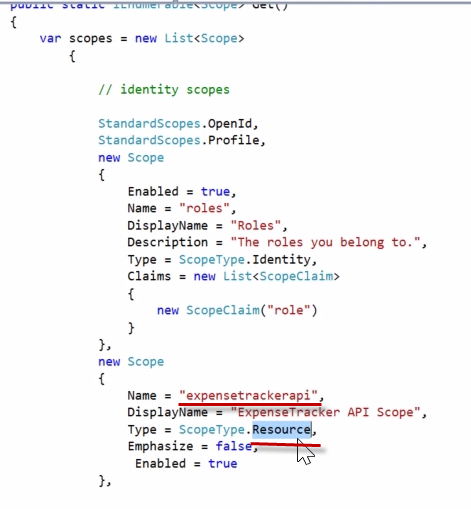 public static IEnumerable<Scope> Get()
{
var scopes = new List<Scope>
{
// identity scopes
StandardScopes.OpenId,
StandardScopes.Profile,
new Scope
{
Enabled = true,
Name = "roles",
DisplayName = "Roles",
Description = "The roles you belong to.",
Type = ScopeType.Identity,
Claims = new List<ScopeClaim>
{
new ScopeClaim("role")
}
},
new Scope
{
Name = "expensetrackerapi",
DisplayName = "ExpenseTracker API Scope",
Type = ScopeType.Resource,
Emphasize = false,
Enabled = true
},